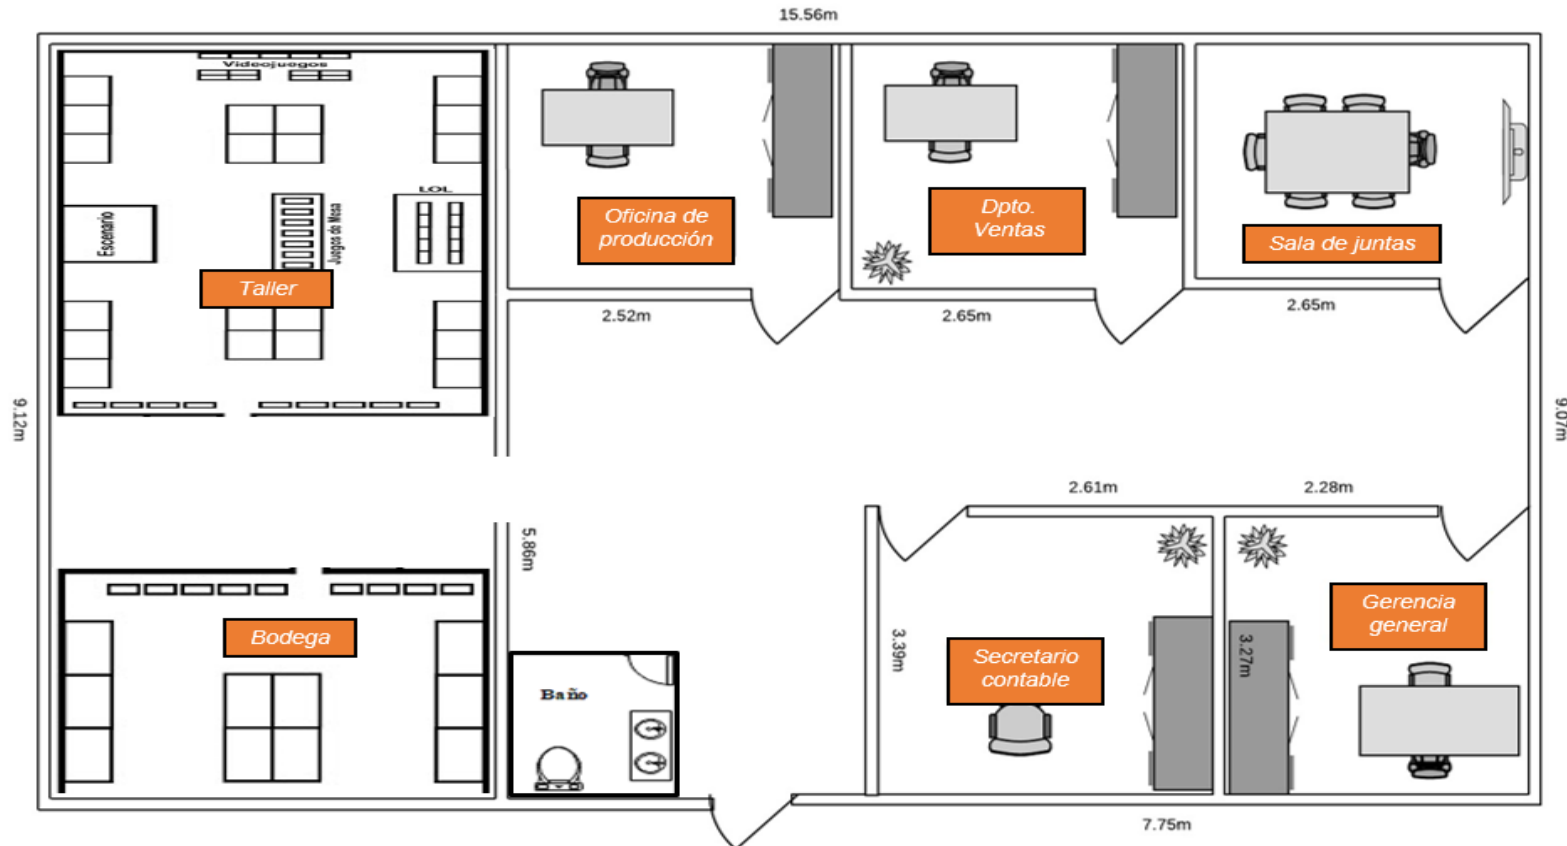 15.56m
Videojuegos
Escenario
Juegos de Mesa
LOL
Taller
Oficina de
producción
Dpto.
Ventas
Sala de juntas
2.52m
2.65m
2.65m
9.12m
9.07m
5.86m
2.61m
2.28m
Bodega
Baño
3.39m
Secretario
contable
3.27m
Gerencia
general
7.75m